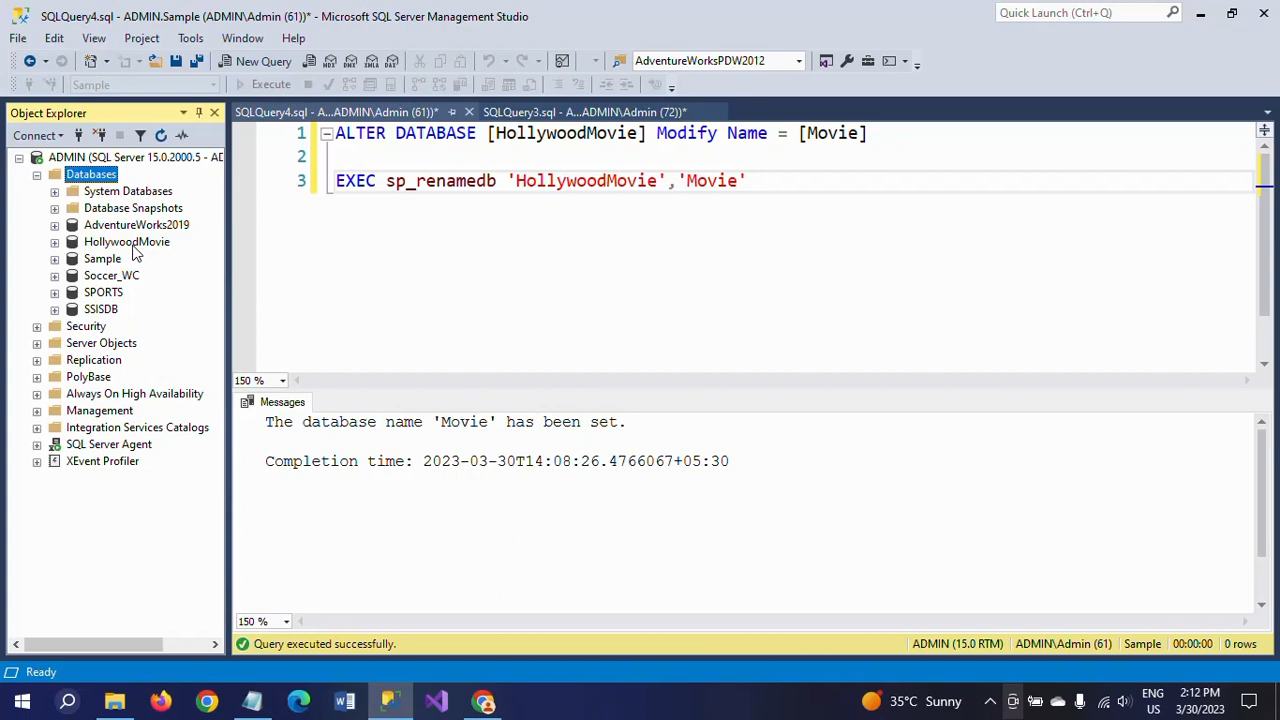 SQLQuery4.sql - ADMIN.Sample (ADMIN\Admin (61))* - Microsoft SQL Server Management Studio
Quick Launch (Ctrl+Q)
File Edit View Project Tools Window Help
New Query
MDX
DMX
XMLA
DAX
AdventureWorksPDW2012
Sample
Execute
Object Explorer
SQLQuery4.sql - A...ADMIN\Admin (61))*
SQLQuery3.sql - A...ADMIN\Admin (72))*
Connect
ADMIN (SQL Server 15.0.2000.5 - AD
Databases
System Databases
Database Snapshots
AdventureWorks2019
HollywoodMovie
Sample
Soccer_WC
SPORTS
SSISDB
Security
Server Objects
Replication
PolyBase
Always On High Availability
Management
Integration Services Catalogs
SQL Server Agent
XEvent Profiler
1 ALTER DATABASE [HollywoodMovie] Modify Name = [Movie]
2
3 EXEC sp_renamedb 'HollywoodMovie','Movie'
150 %
Messages
The database name 'Movie' has been set.
Completion time: 2023-03-30T14:08:26.4766067+05:30
150 %
Query executed successfully.
ADMIN (15.0 RTM) ADMIN\Admin (61) Sample 00:00:00 0 rows
Ready
35°C Sunny
ENG
US
2:12 PM
3/30/2023